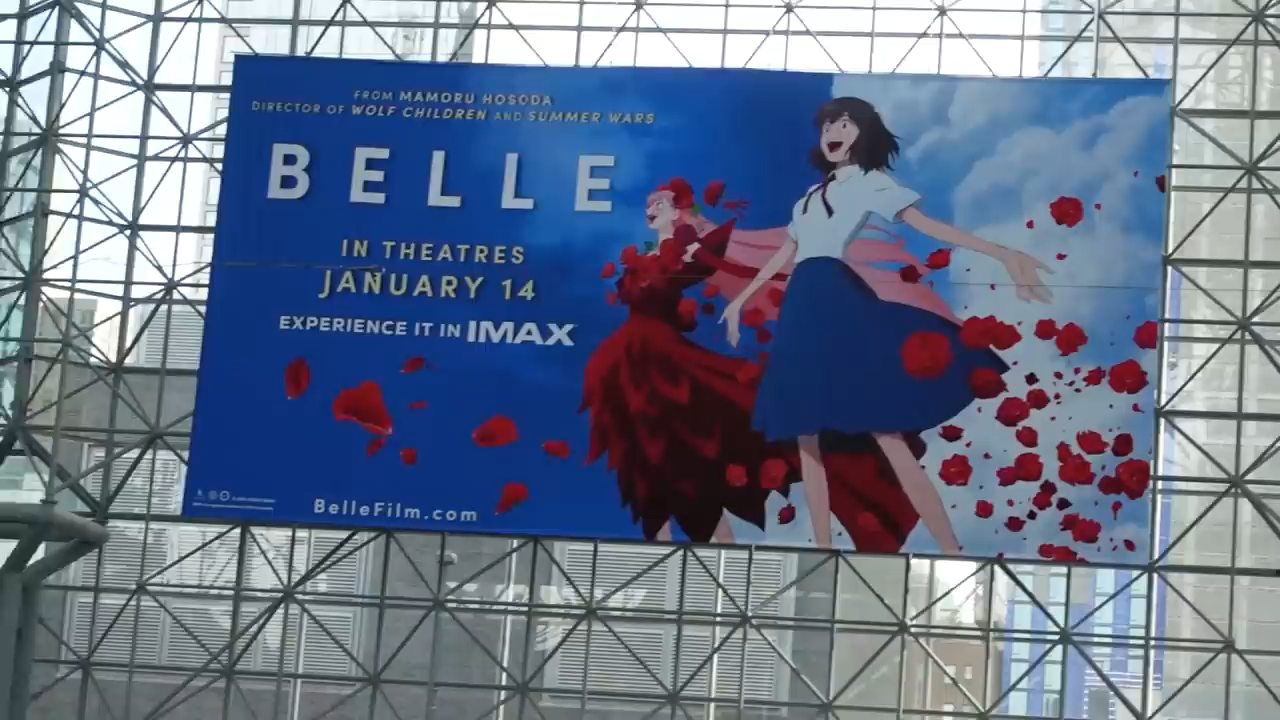 FROM MAMORU HOSODA
DIRECTOR OF WOLF CHILDREN AND SUMMER WARS
BELLE
IN THEATRES
JANUARY 14
EXPERIENCE IT IN IMAX
BelleFilm.com